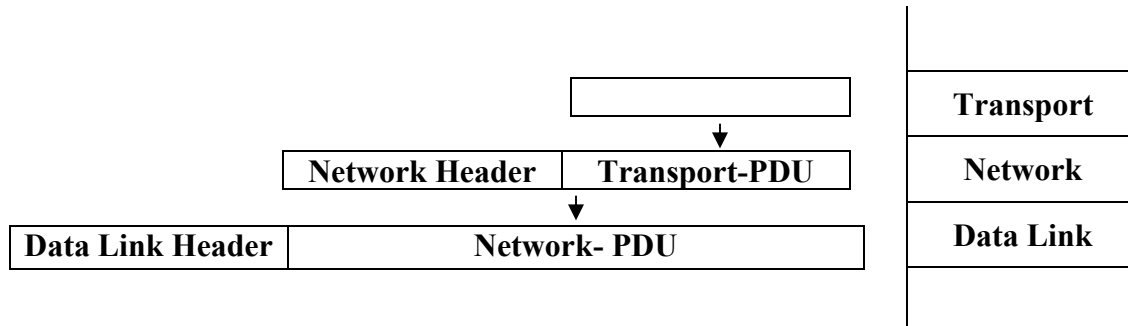 Transport
Network Header Transport-PDU Network
Data Link Header Network- PDU Data Link